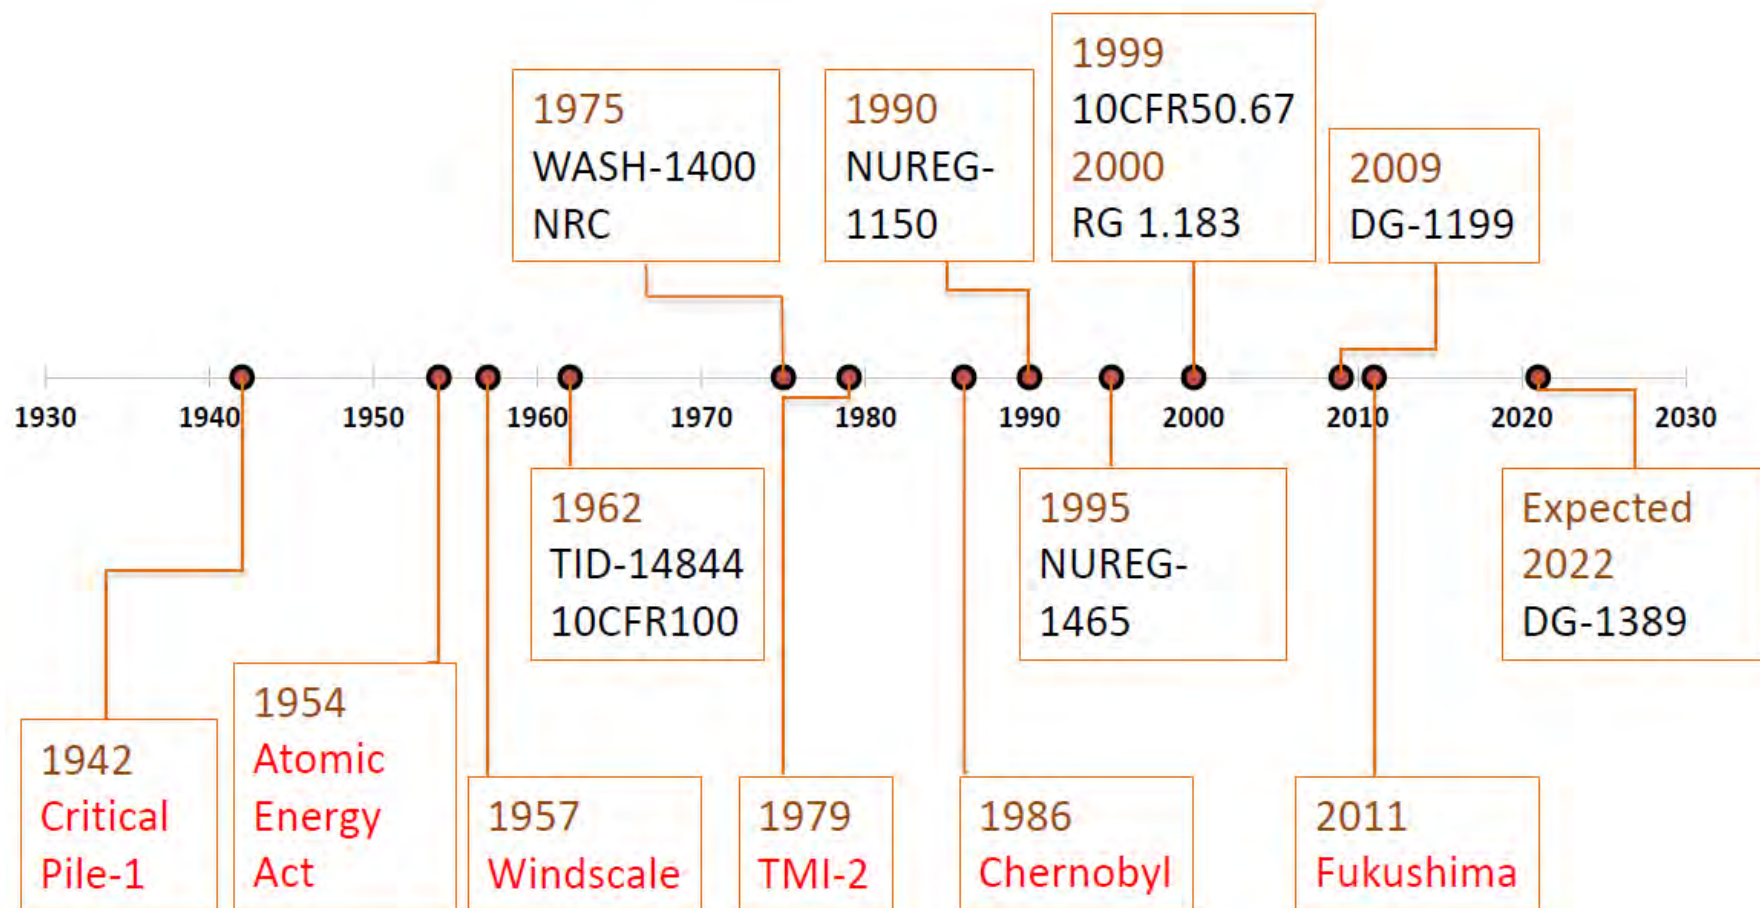 1975
WASH-1400
NRC
1990
NUREG-
1150
1999
10CFR50.67
2000
RG 1.183
2009
DG-1199
1930
1940
1950
1960
1970
1980
1990
2000
2010
2020
2030
1962
TID-14844
10CFR100
1995
NUREG-
1465
Expected
2022
DG-1389
1942
Critical
Pile-1
1954
Atomic
Energy
Act
1957
Windscale
1979
TMI-2
1986
Chernobyl
2011
Fukushima